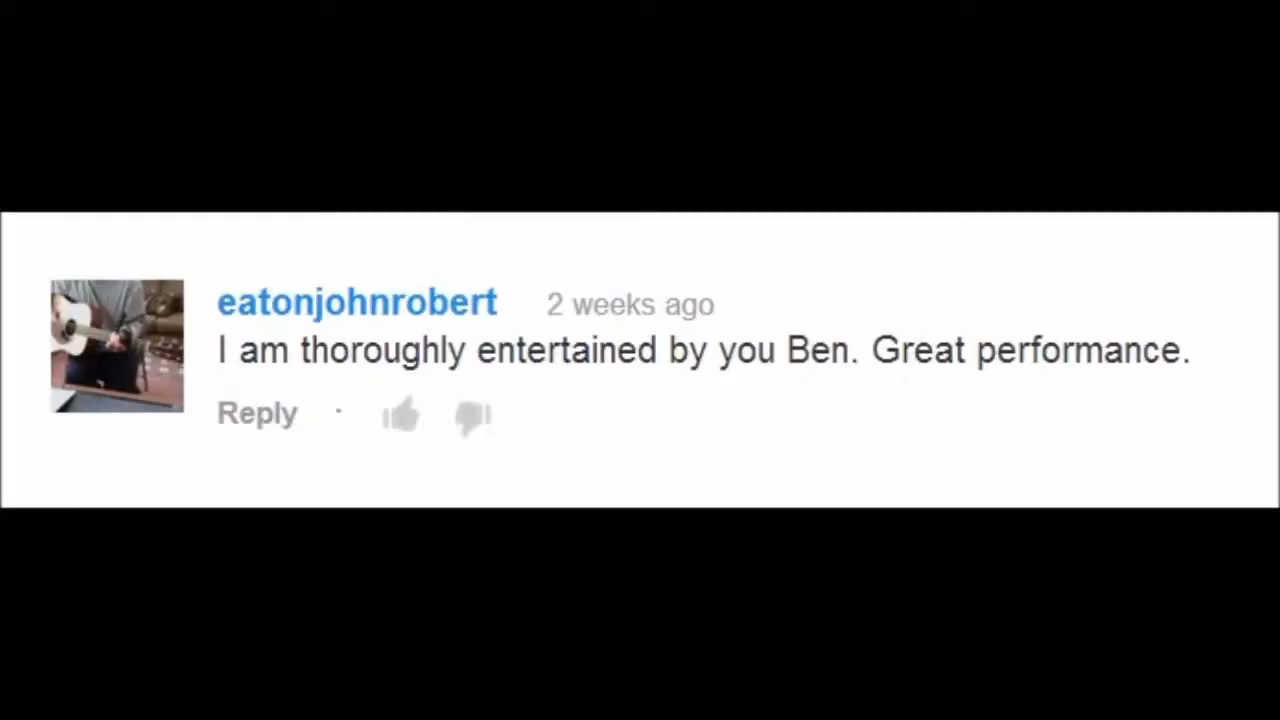 eatonjohnrobert 2 weeks ago
I am thoroughly entertained by you Ben. Great performance.
Reply ·